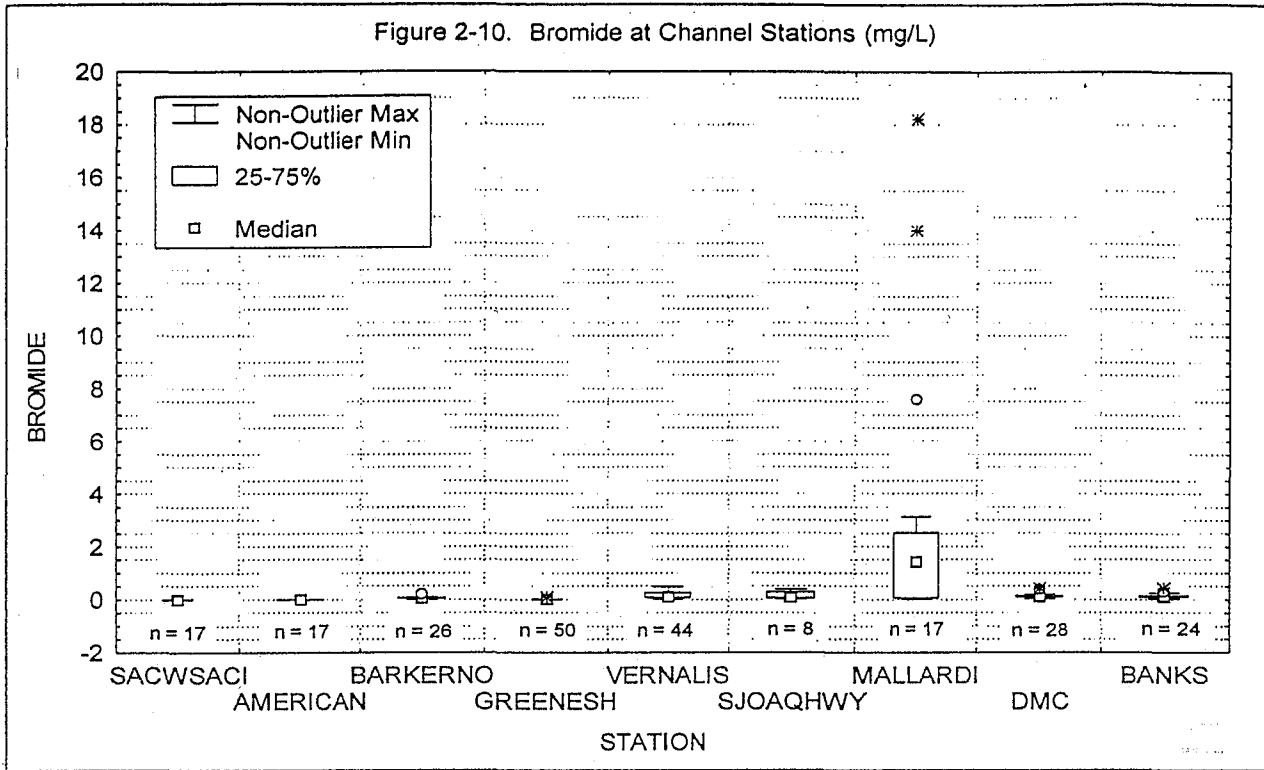 Figure 2-10. Bromide at Channel Stations (mg/L)
20
18
16
14
12
10
8
6
4
2
0
-2
BROMIDE
Non-Outlier Max
Non-Outlier Min
25-75%
Median
n = 17
n = 17
n = 26
n = 50
n = 44
n = 8
n = 17
n = 28
n = 24
SACWSACI
AMERICAN
BARKERNO
GREENESH
VERNALIS
SJOAQHWY
MALLARDI
DMC
BANKS
STATION